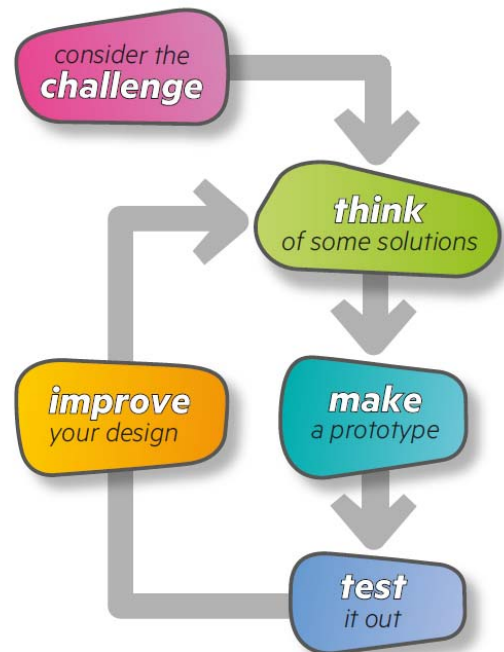 consider the
challenge
think
of some solutions
improve
your design
make
a prototype
test
it out